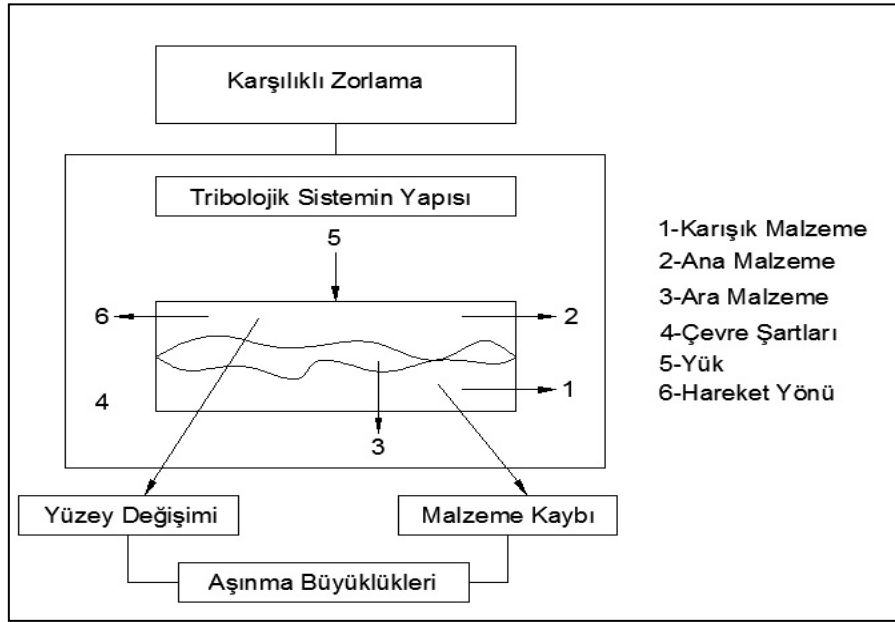 Karşılıklı Zorlama
Tribolojik Sistemin Yapısı
5
6
2
4
1
3
1-Karışık Malzeme
2-Ana Malzeme
3-Ara Malzeme
4-Çevre Şartları
5-Yük
6-Hareket Yönü
Yüzey Değişimi
Malzeme Kaybı
Aşınma Büyüklükleri